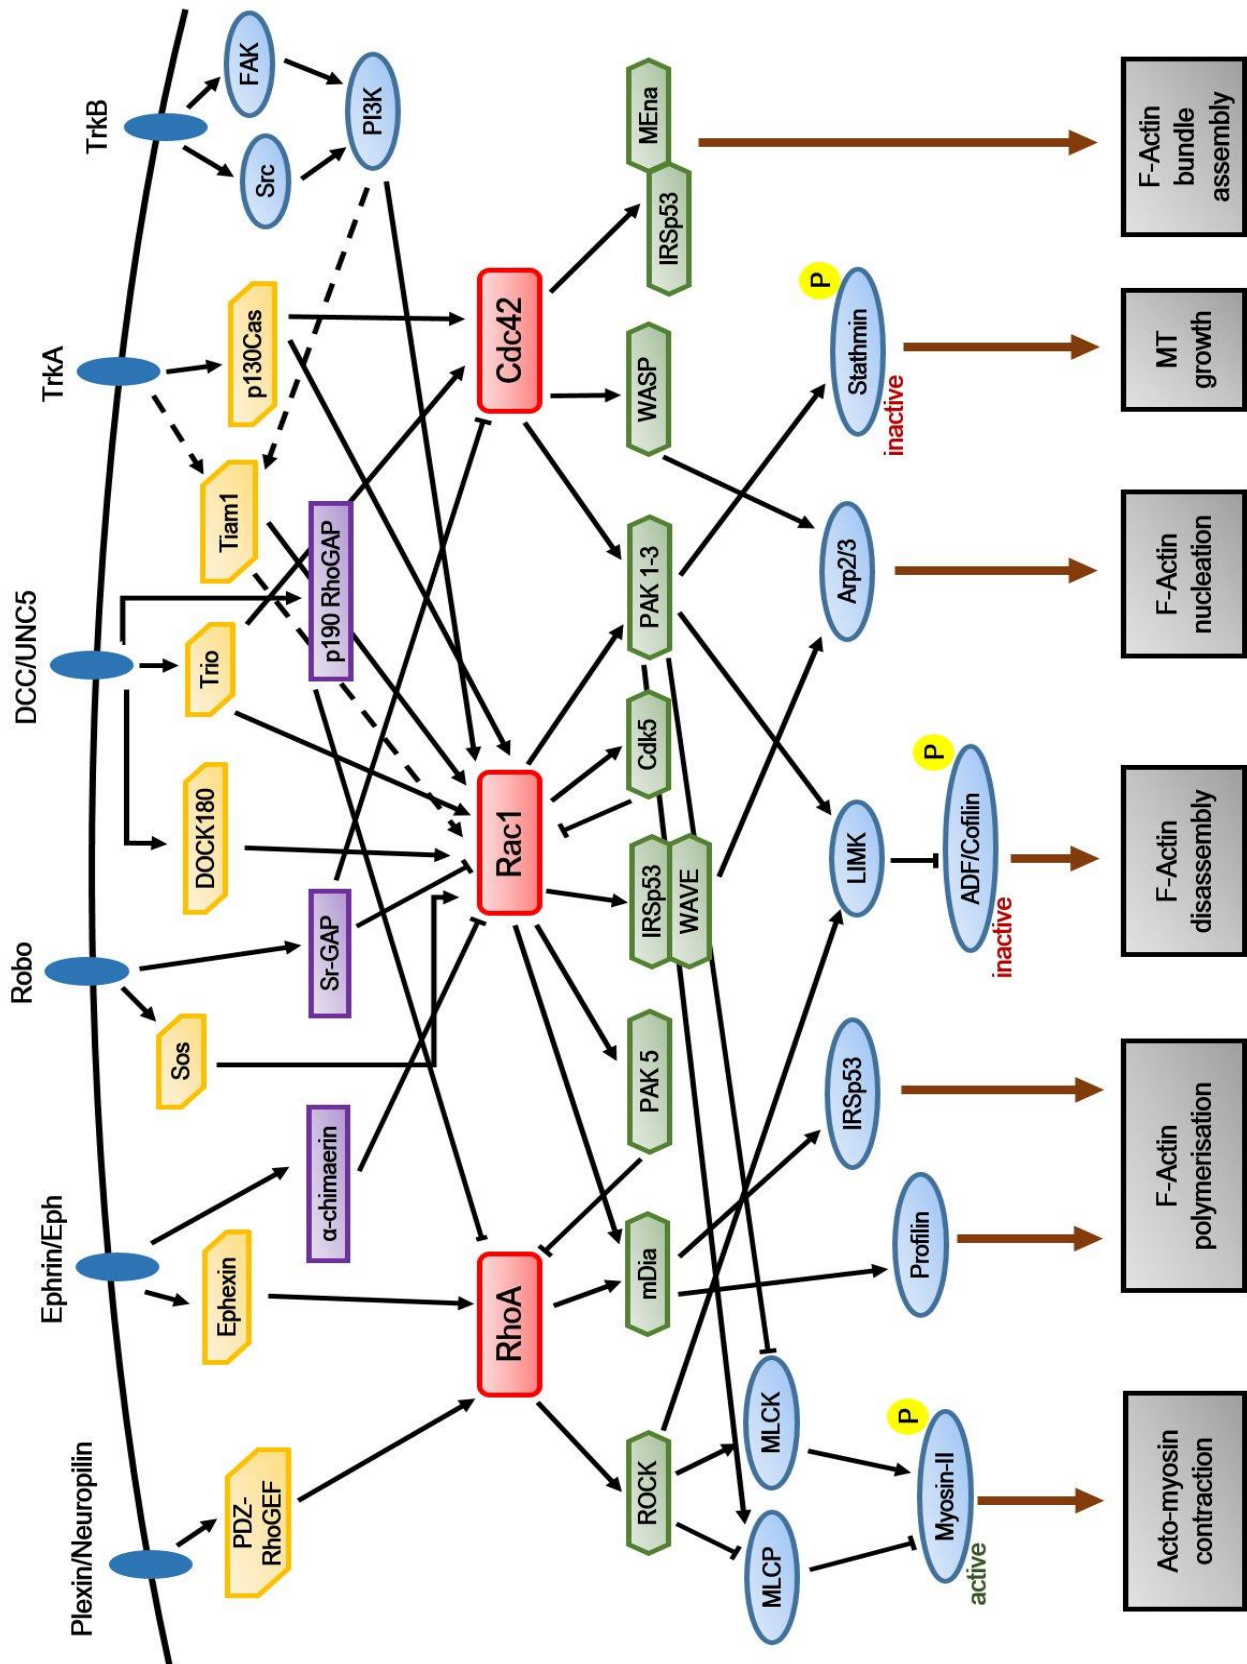 Plexin/Neuropilin
Ephrin/Eph
Robo
DCC/UNC5
TrkA
TrkB
PDZ-
RhoGEF
Ephexin
Sos
DOCK180
Trio
Tiam1
p130Cas
Src
FAK
PI3K
α-chimaerin
Sr-GAP
p190 RhoGAP
RhoA
Rac1
Cdc42
ROCK
mDia
PAK 5
IRSp53
WAVE
Cdk5
PAK 1-3
WASP
IRSp53
MEna
MLCP
MLCK
Profilin
IRSp53
LIMK
Arp2/3
Stathmin
P
inactive
Myosin-II
P
active
ADF/Cofilin
P
inactive
Acto-myosin
contraction
F-Actin
polymerisation
F-Actin
disassembly
F-Actin
nucleation
MT
growth
F-Actin
bundle
assembly